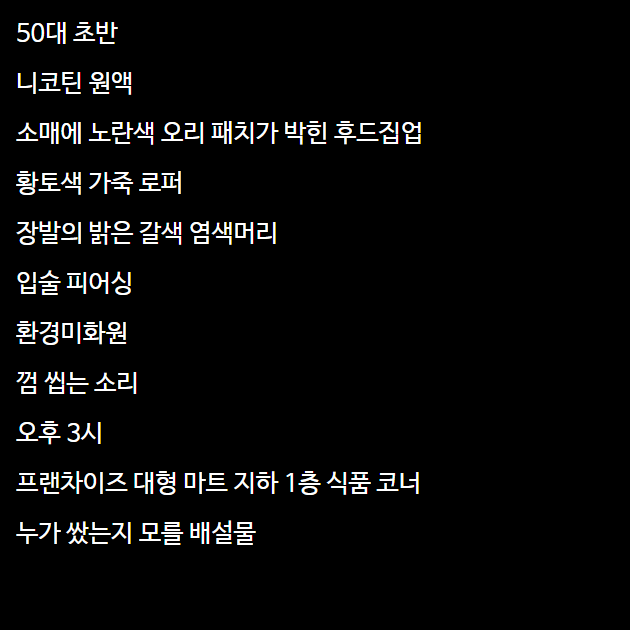 50대 초반
니코틴 원액
소매에 노란색 오리 패치가 박힌 후드집업
황토색 가죽 로퍼
장발의 밝은 갈색 염색머리
입술 피어싱
환경미화원
껌 씹는 소리
오후 3시
프랜차이즈 대형 마트 지하 1층 식품 코너
누가 쌌는지 모를 배설물